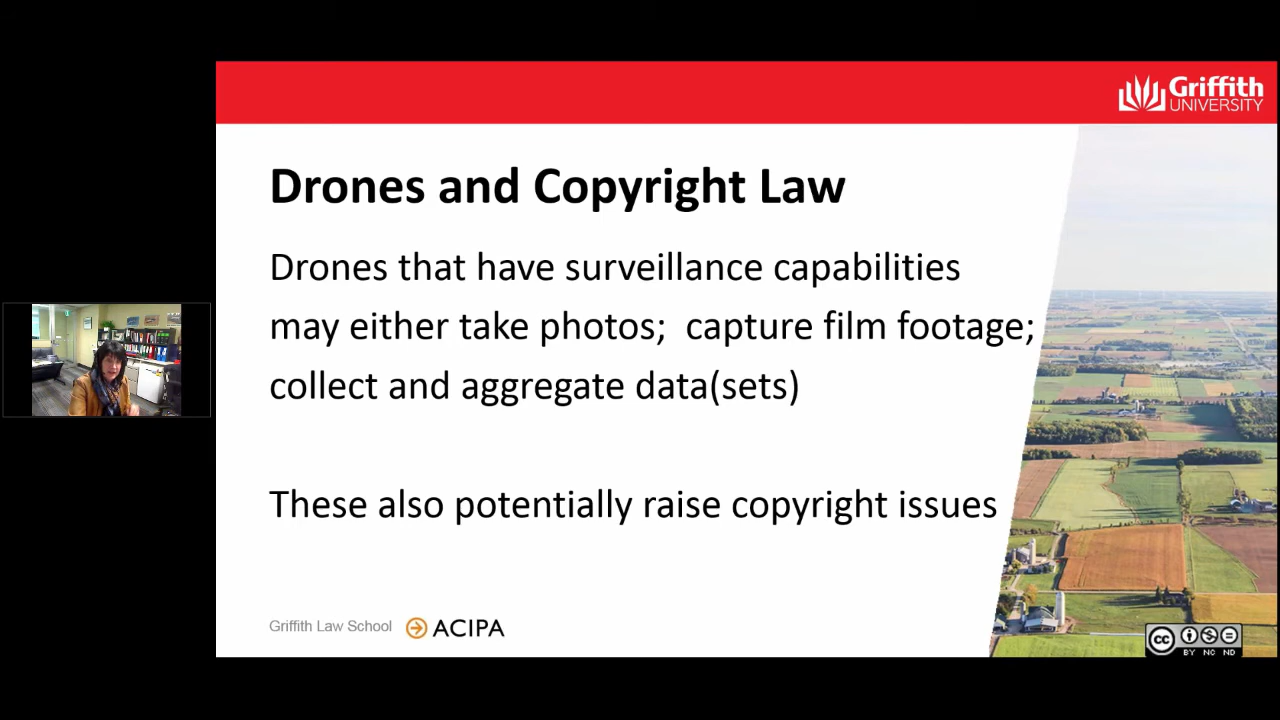 Griffith
UNIVERSITY
Drones and Copyright Law
Drones that have surveillance capabilities
may either take photos; capture film footage;
collect and aggregate data(sets)
These also potentially raise copyright issues
Griffith Law School
ACIPA
cc
BY NC ND